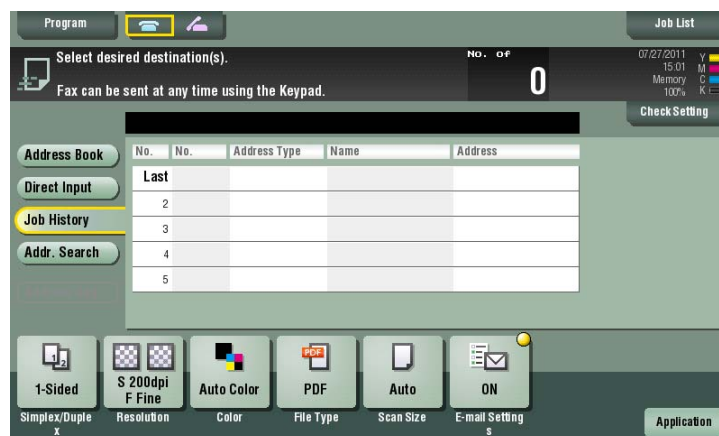 Program
Job List
Select desired destination(s).
Fax can be sent at any time using the Keypad.
No. of
0
07/27/2011
15:01
Memory
100%
Y
M
C
K
Check Setting
Address Book
Direct Input
Job History
Addr. Search
No. No. Address Type Name Address
Last
2
3
4
5
1 2
1-Sided
S 200dpi
F Fine
Auto Color
PDF
PDF
Auto
ON
Simplex/Duple
x
Resolution
Color
File Type
Scan Size
E-mail Setting
s
Application